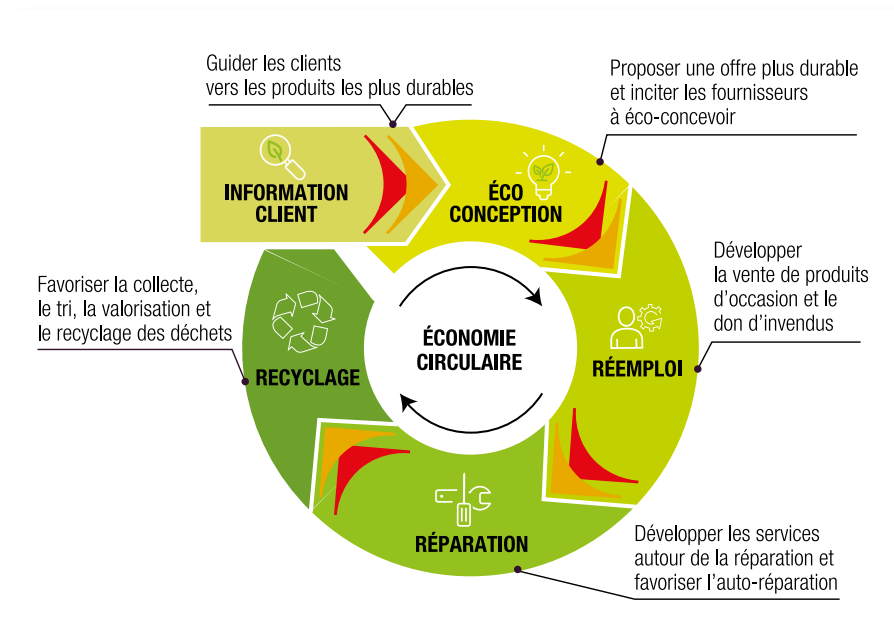 Guider les clients
vers les produits les plus durables
Proposer une offre plus durable
et inciter les fournisseurs
à éco-concevoir
INFORMATION
CLIENT
ÉCO
CONCEPTION
Développer
la vente de produits
d’occasion et le
don d’invendus
Favoriser la collecte,
le tri, la valorisation et
le recyclage des déchets
ÉCONOMIE
CIRCULAIRE
RÉEMPLOI
RECYCLAGE
RÉPARATION
Développer les services
autour de la réparation et
favoriser l’auto-réparation